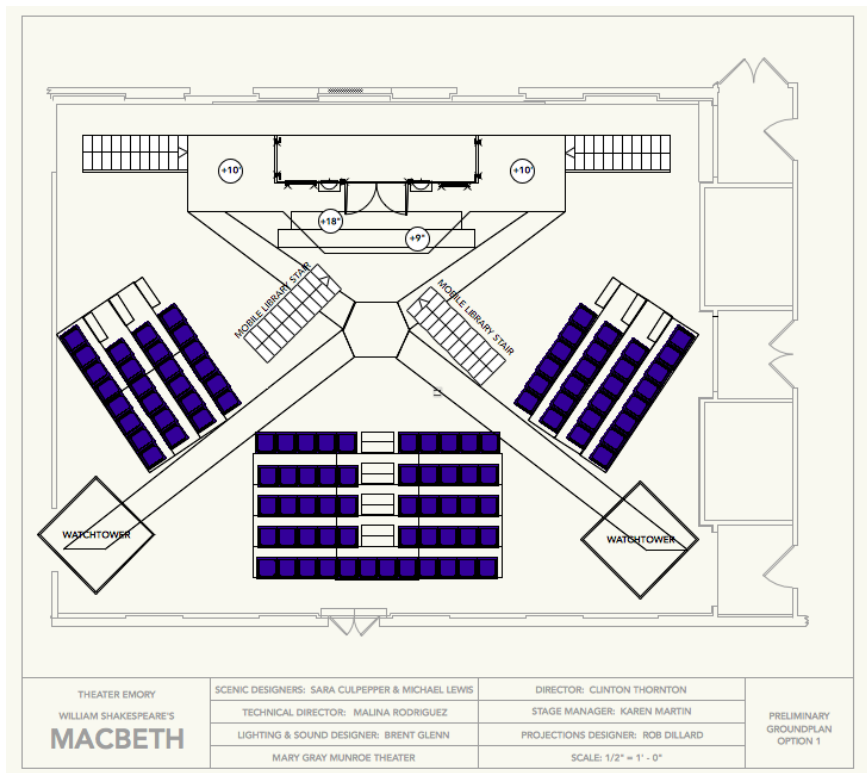 +10'
+10'
+18"
+9"
MOBILE LIBRARY STAIR
MOBILE LIBRARY STAIR
WATCHTOWER
WATCHTOWER
THEATER EMORY
WILLIAM SHAKESPEARE'S
MACBETH
SCENIC DESIGNERS: SARA CULPEPPER & MICHAEL LEWIS
TECHNICAL DIRECTOR: MALINA RODRIGUEZ
LIGHTING & SOUND DESIGNER: BRENT GLENN
MARY GRAY MUNROE THEATER
DIRECTOR: CLINTON THORNTON
STAGE MANAGER: KAREN MARTIN
PROJECTIONS DESIGNER: ROB DILLARD
SCALE: 1/2" = 1' - 0"
PRELIMINARY
GROUNDPLAN
OPTION 1